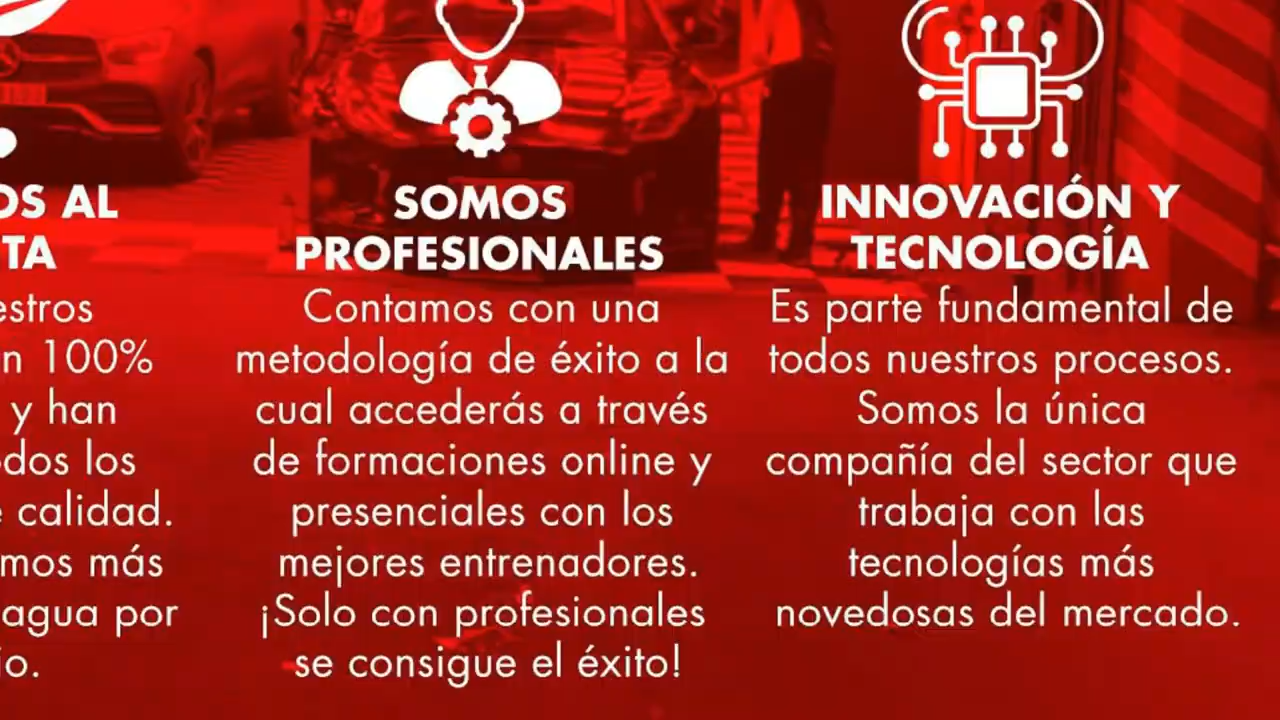 OS AL
TA
estros
n 100%
y han
dos los
calidad.
mos más
agua por
io.
SOMOS
PROFESIONALES
Contamos con una
metodología de éxito a la
cual accederás a través
de formaciones online y
presenciales con los
mejores entrenadores.
¡Solo con profesionales
se consigue el éxito!
INNOVACIÓN Y
TECNOLOGÍA
Es parte fundamental de
todos nuestros procesos.
Somos la única
compañía del sector que
trabaja con las
tecnologías más
novedosas del mercado.